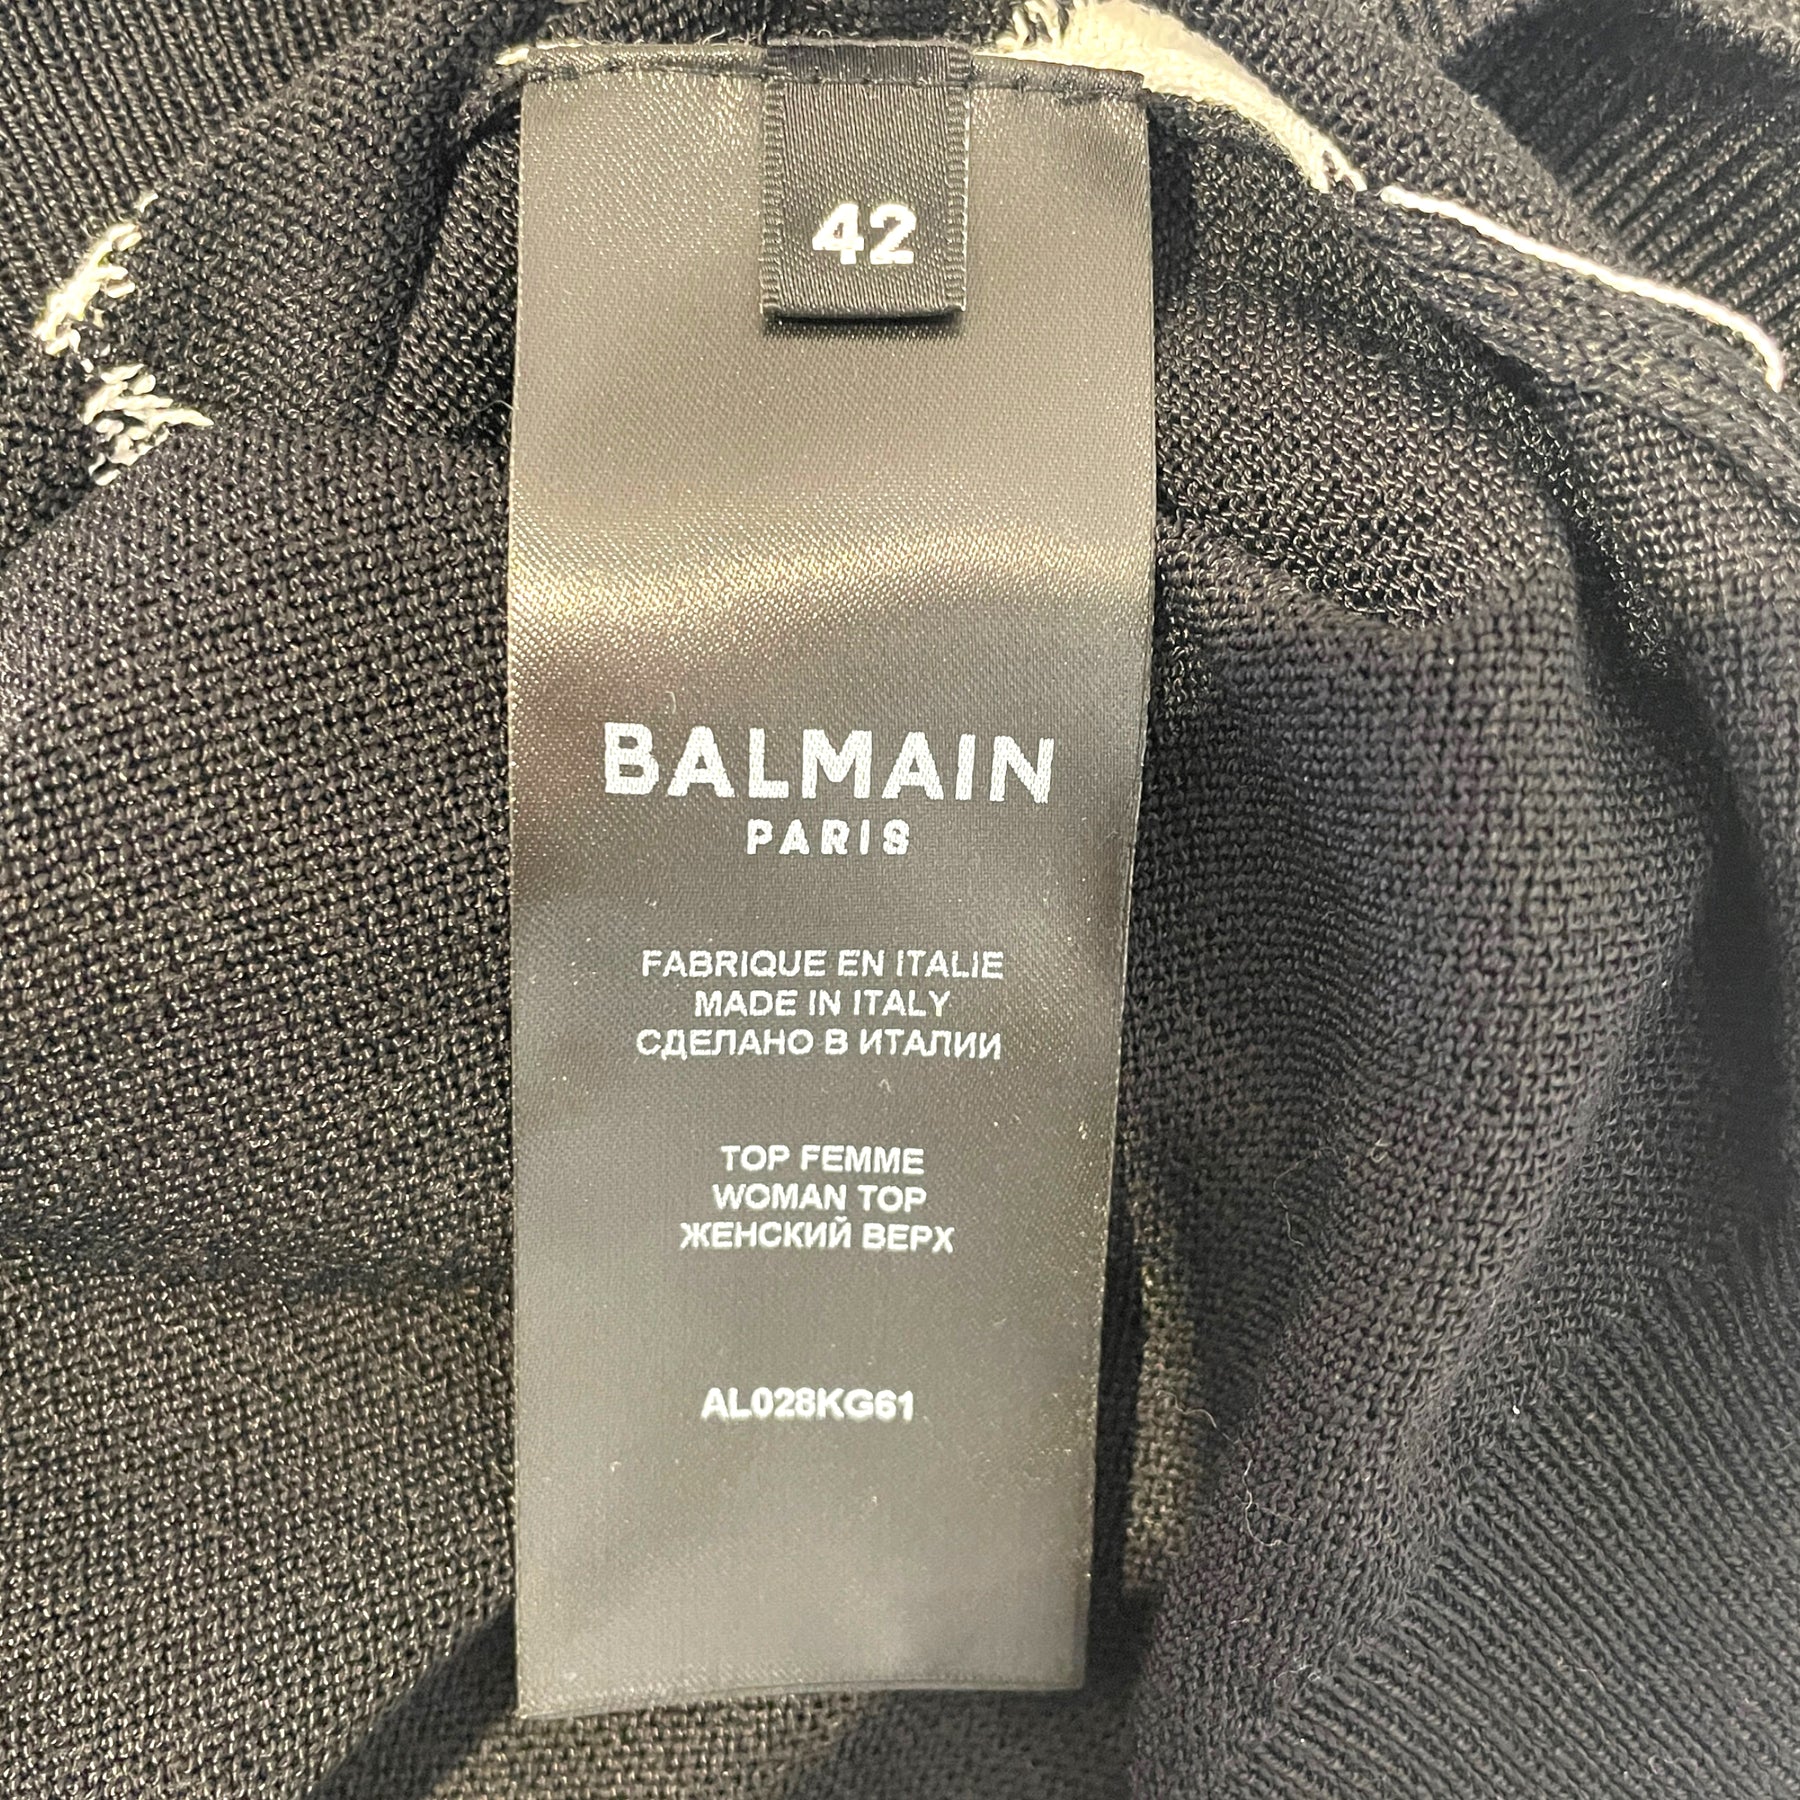 42
BALMAIN
PARIS
FABRIQUE EN ITALIE
MADE IN ITALY
СДЕЛАНО В ИТАЛИИ
TOP FEMME
WOMAN TOP
ЖЕНСКИЙ ВЕРХ
AL028KG61